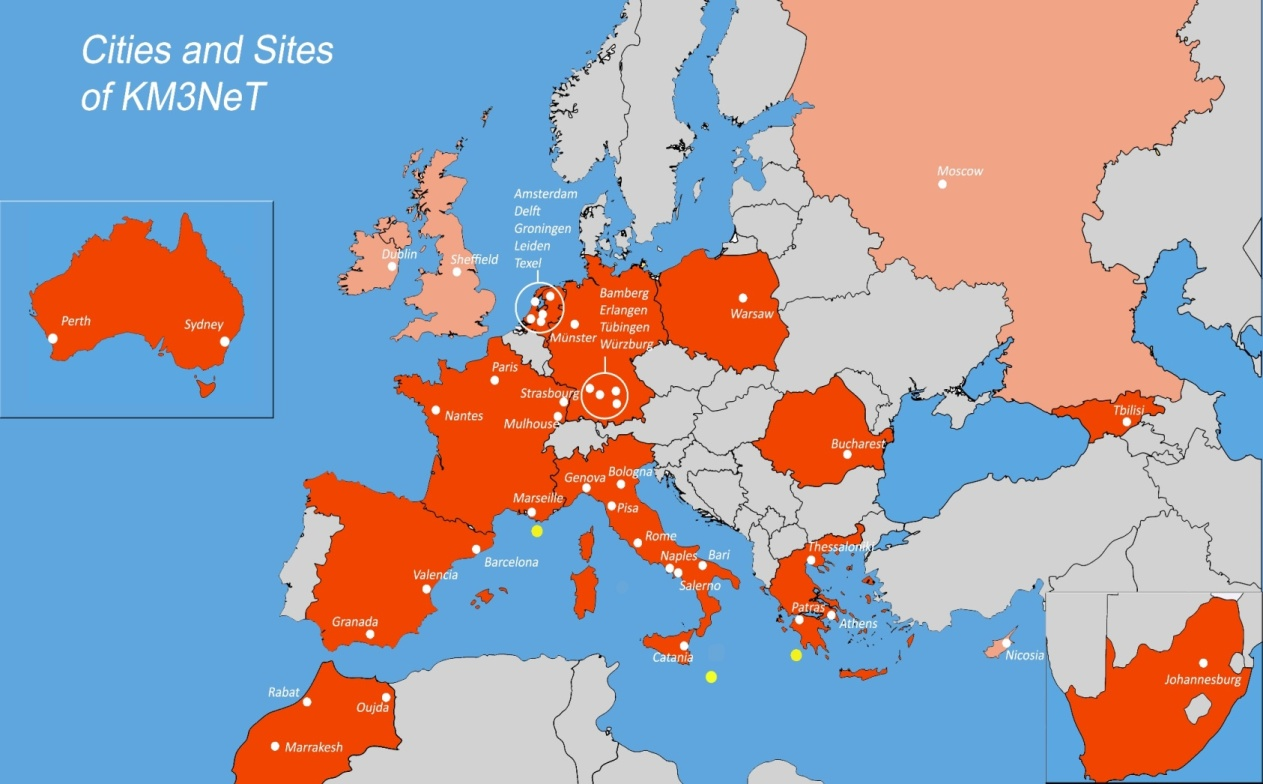 Cities and Sites
of KM3NeT
Moscow
Amsterdam
Delft
Groningen
Leiden
Texel
Dublin
Sheffield
Bamberg
Erlangen
Tübingen
Würzburg
Warsaw
Münster
Perth
Sydney
Paris
Strasbourg
Nantes
Mulhouse
Tbilisi
Bucharest
Genova
Bologna
Marseille
Pisa
Rome
Thessaloniki
Naples
Bari
Barcelona
Valencia
Salerno
Patras
Granada
Athens
Catania
Nicosia
Johannesburg
Rabat
Oujda
Marrakesh